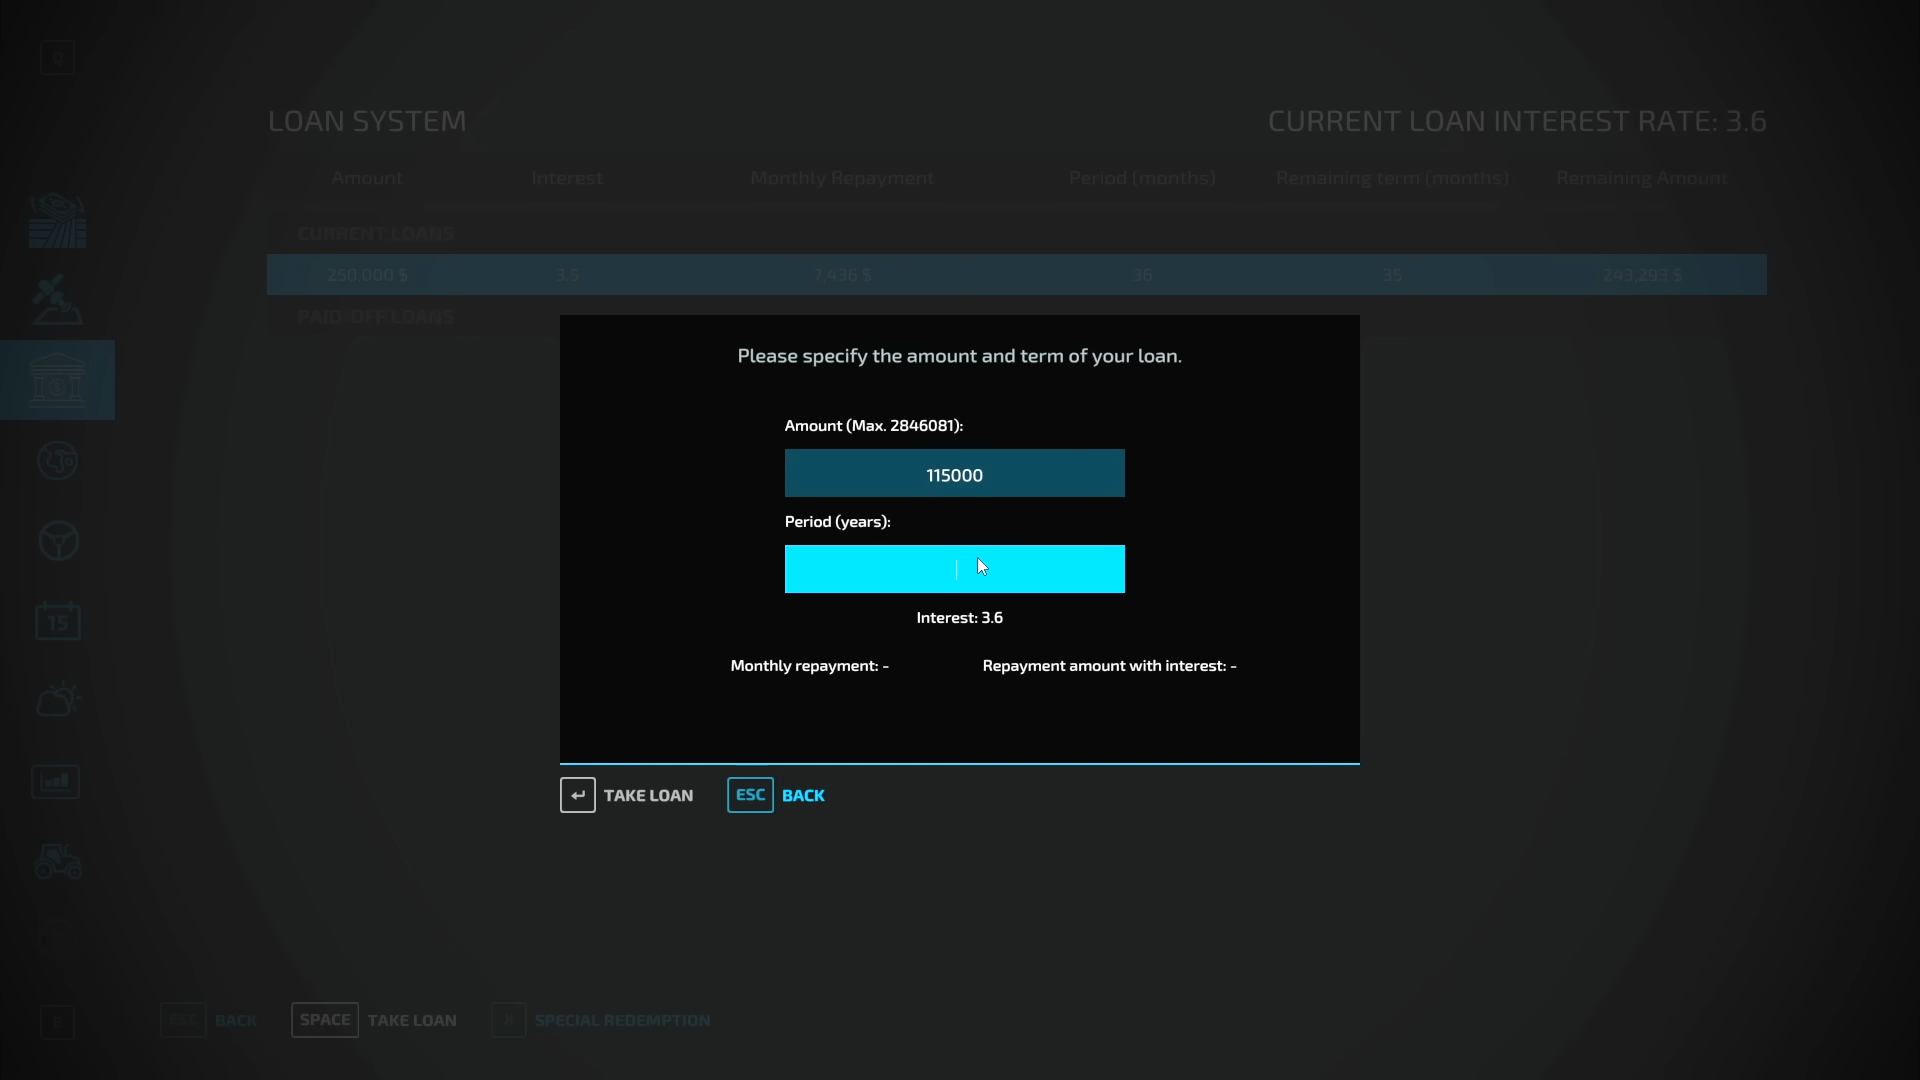 Q
LOAN SYSTEM
CURRENT LOAN INTEREST RATE: 3.6
Amount Interest Monthly Repayment Period (months) Remaining term (months) Remaining Amount
CURRENT LOANS
250,000 $ 3.5 7,436 $ 36 35 243,293 $
PAID OFF LOANS
Please specify the amount and term of your loan.
Amount (Max. 2846081):
115000
Period (years):
Interest: 3.6
Monthly repayment: - Repayment amount with interest: -
TAKE LOAN ESC BACK
15
E
ESC BACK SPACE TAKE LOAN X SPECIAL REDEMPTION